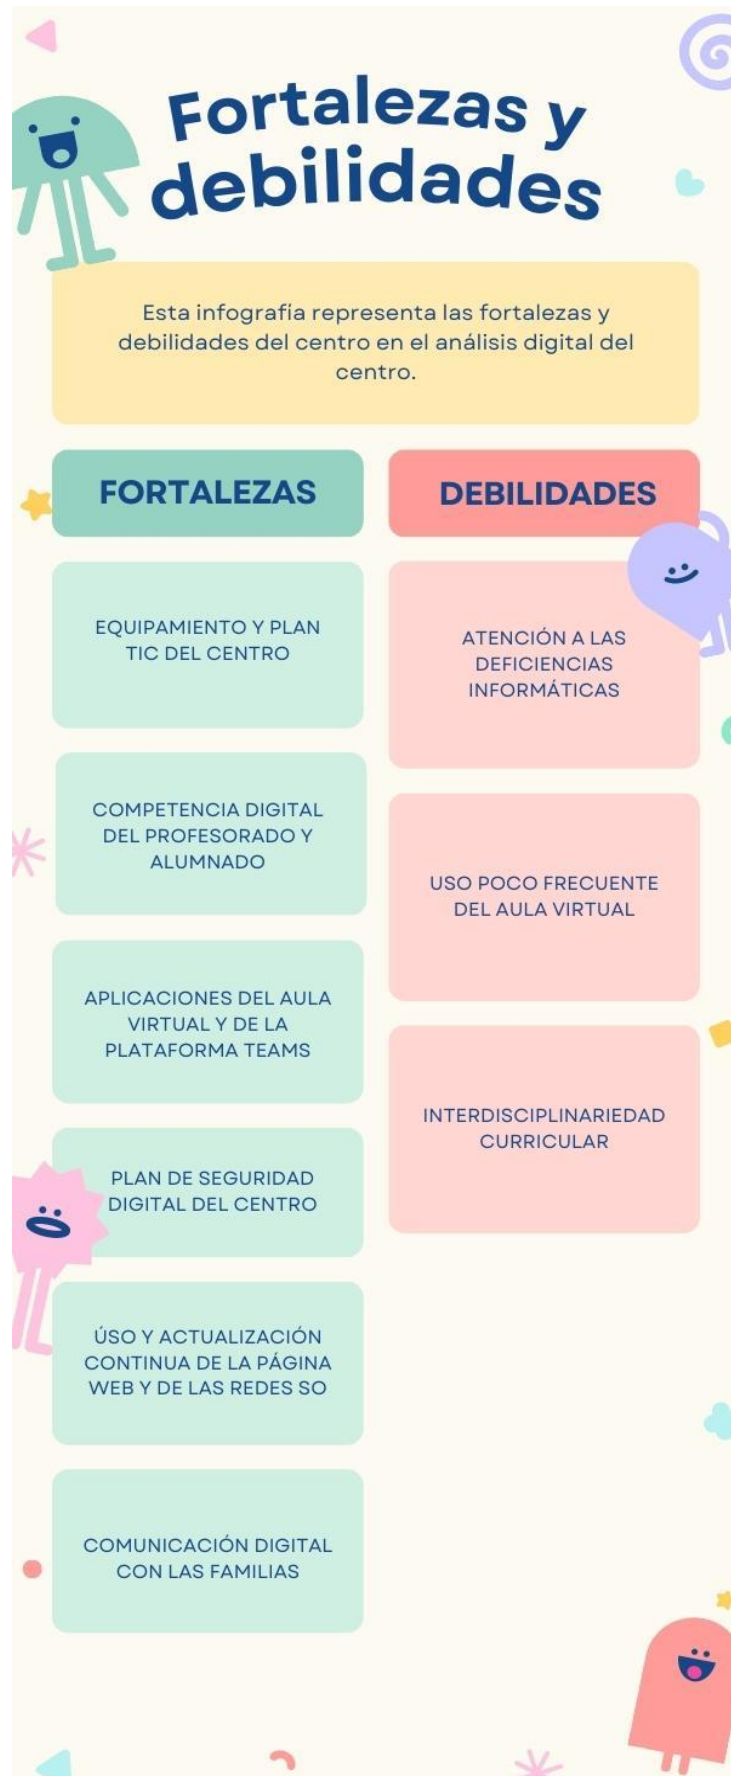 Fortalezas y
debilidades
Esta infografía representa las fortalezas y
debilidades del centro en el análisis digital del
centro.
FORTALEZAS
EQUIPAMIENTO Y PLAN
TIC DEL CENTRO
COMPETENCIA DIGITAL
DEL PROFESORADO Y
ALUMNADO
APLICACIONES DEL AULA
VIRTUAL Y DE LA
PLATAFORMA TEAMS
PLAN DE SEGURIDAD
DIGITAL DEL CENTRO
ÚSO Y ACTUALIZACIÓN
CONTINUA DE LA PÁGINA
WEB Y DE LAS REDES SO
COMUNICACIÓN DIGITAL
CON LAS FAMILIAS
DEBILIDADES
ATENCIÓN A LAS
DEFICIENCIAS
INFORMÁTICAS
USO POCO FRECUENTE
DEL AULA VIRTUAL
INTERDISCIPLINARIEDAD
CURRICULAR